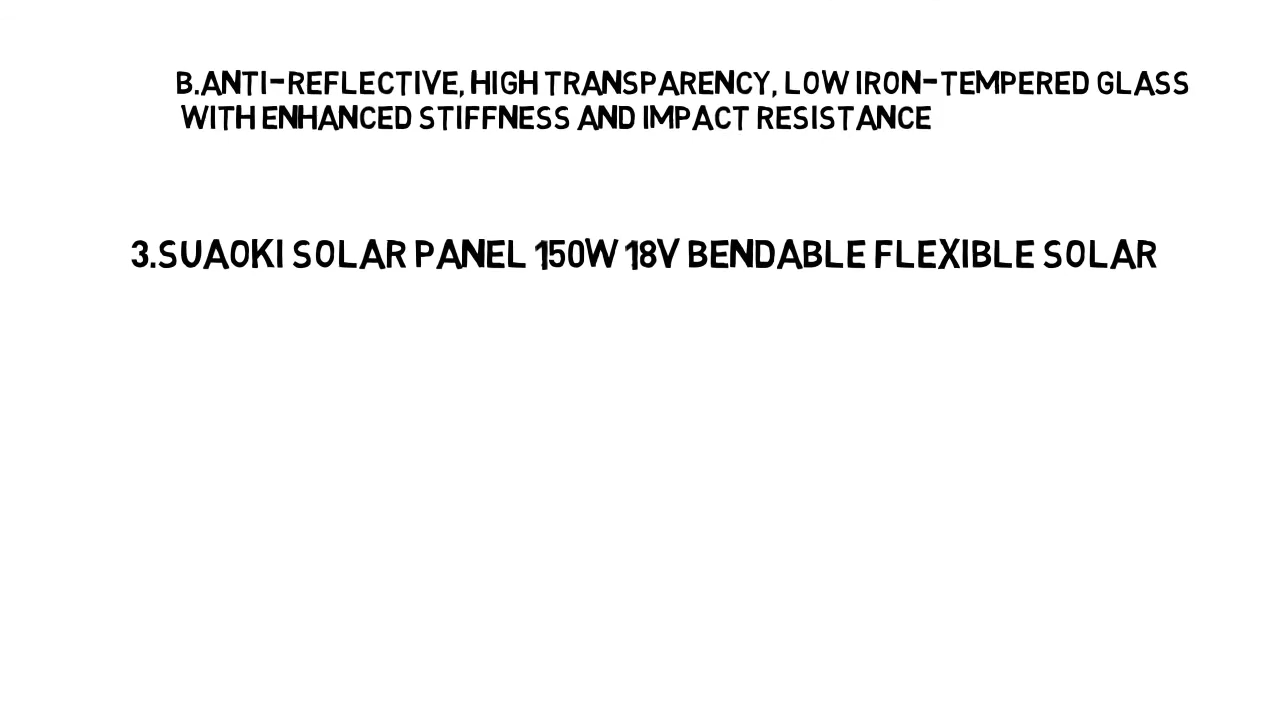 B.ANTI-REFLECTIVE, HIGH TRANSPARENCY, LOW IRON-TEMPERED GLASS
WITH ENHANCED STIFFNESS AND IMPACT RESISTANCE
3.SUAOKI SOLAR PANEL 150W 18V BENDABLE FLEXIBLE SOLAR